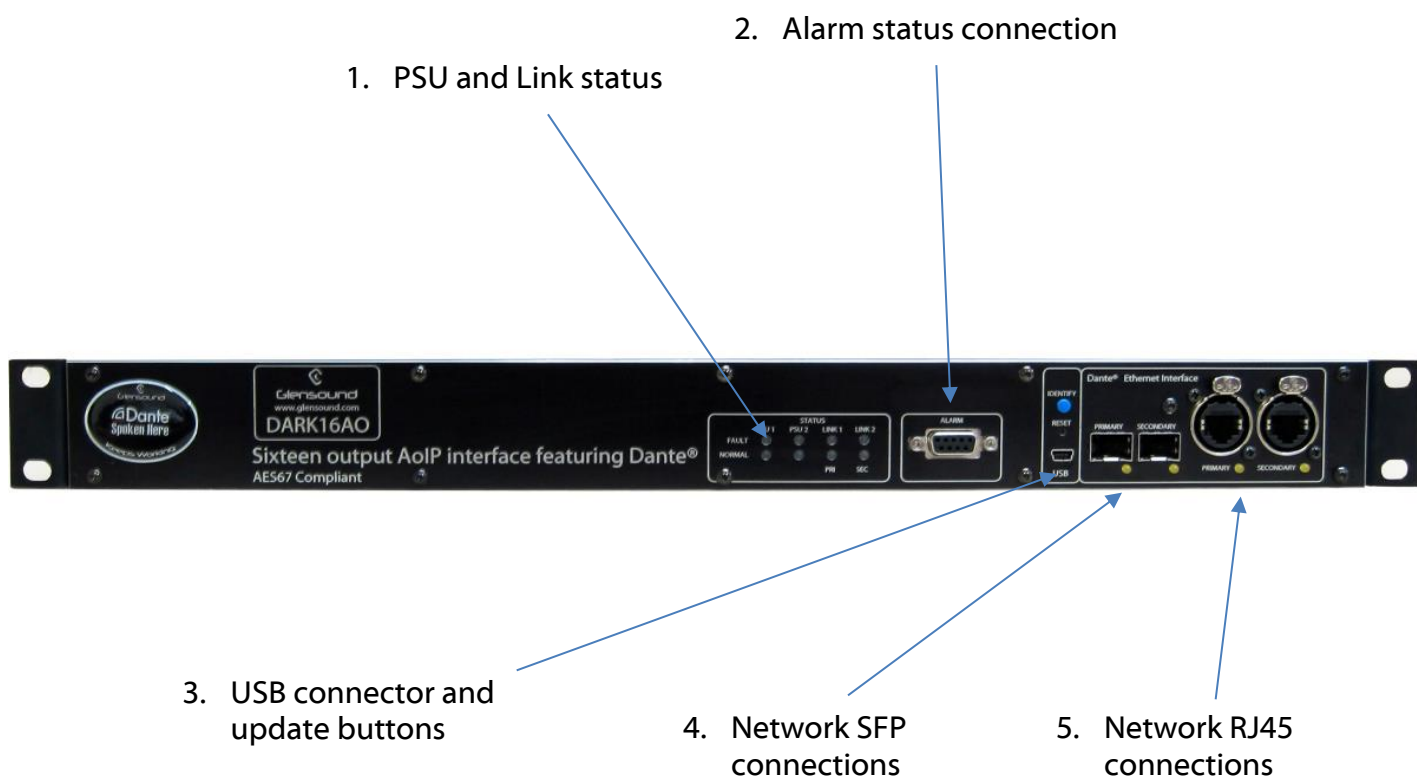 2. Alarm status connection
1. PSU and Link status
Glensound
Dante
Spoken Here
Keeps Working
Glensound
www.glensound.com
DARK16AO
Sixteen output AoIP interface featuring Dante®
AES67 Compliant
STATUS
PSU 2 LINK 1 LINK 2
FAULT
NORMAL
PRI SEC
ALARM
IDENTIFY
RESET
USB
Dante® Ethernet Interface
PRIMARY SECONDARY
PRIMARY SECONDARY
3. USB connector and
update buttons
4. Network SFP
connections
5. Network RJ45
connections